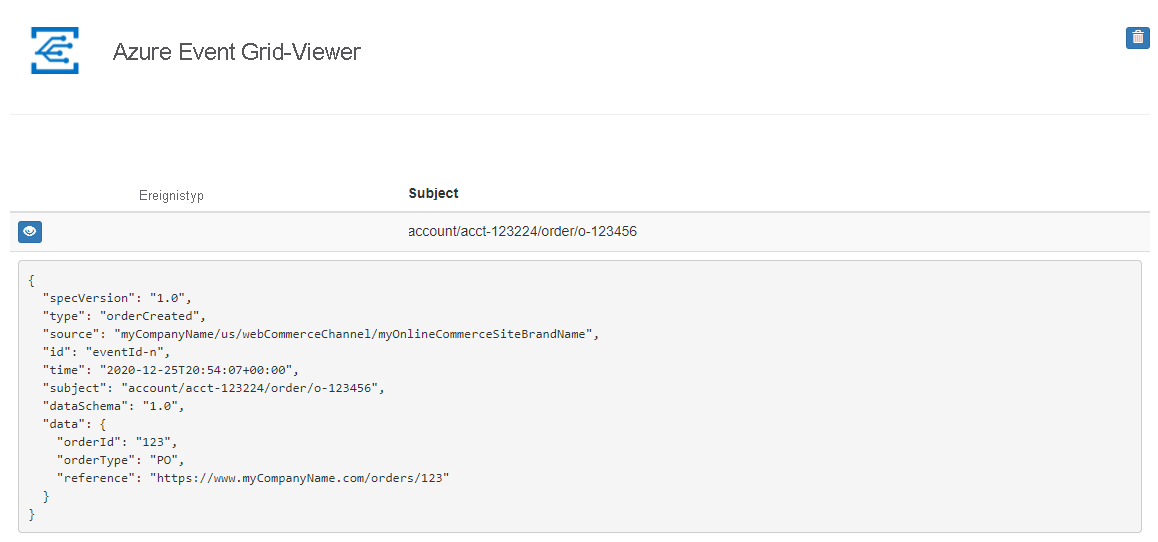 Azure Event Grid-Viewer
Ereignistyp Subject
account/acct-123224/order/o-123456
{
  "specVersion": "1.0",
  "type": "orderCreated",
  "source": "myCompanyName/us/webCommerceChannel/myOnlineCommerceSiteBrandName",
  "id": "eventId-n",
  "time": "2020-12-25T20:54:07+00:00",
  "subject": "account/acct-123224/order/o-123456",
  "dataSchema": "1.0",
  "data": {
    "orderId": "123",
    "orderType": "PO",
    "reference": "https://www.myCompanyName.com/orders/123"
  }
}